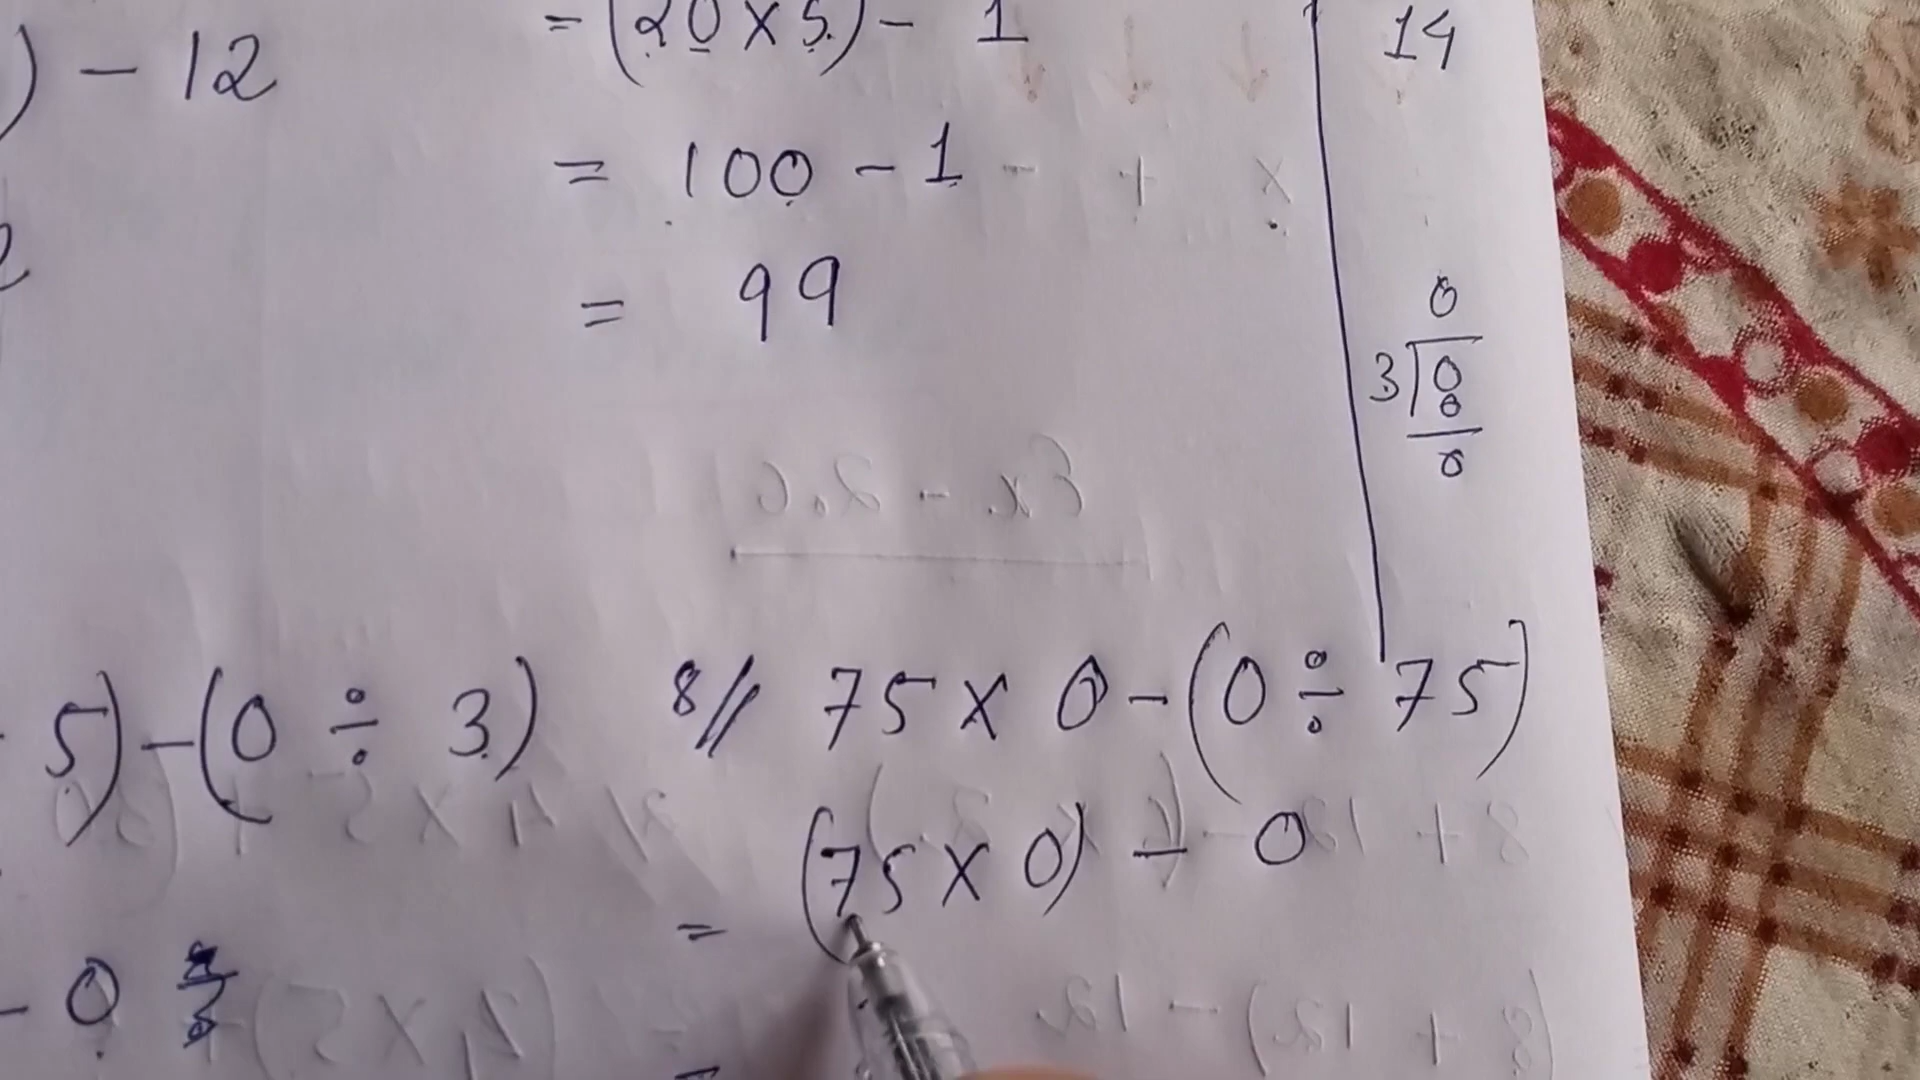 ) - 12
= (20 × 5) - 1
14
= 100 - 1
= 99
0
3 0
0
0
5) - (0 ÷ 3)
8// 75 × 0 - (0 ÷ 75)
= (75 × 0) - 0
- 0
=